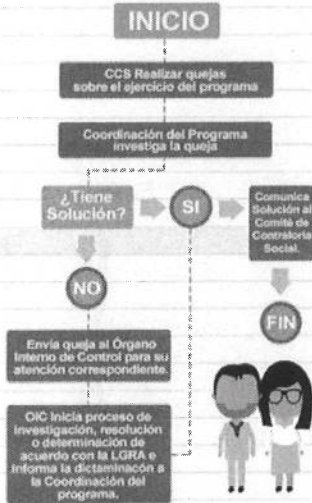 INICIO
CCS Realizar quejas
sobre el ejercicio del programa
Coordinación del Programa
investiga la queja
¿Tiene
Solución?
SI
Comunica
Solución al
Comité de
Contraloría
Social.
NO
FIN
Envía queja al Órgano
Interno de Control para su
atención correspondiente.
OIC Inicia proceso de
investigación, resolución
o determinación de
acuerdo con la LGRA e
informa la dictaminación a
la Coordinación del
programa.